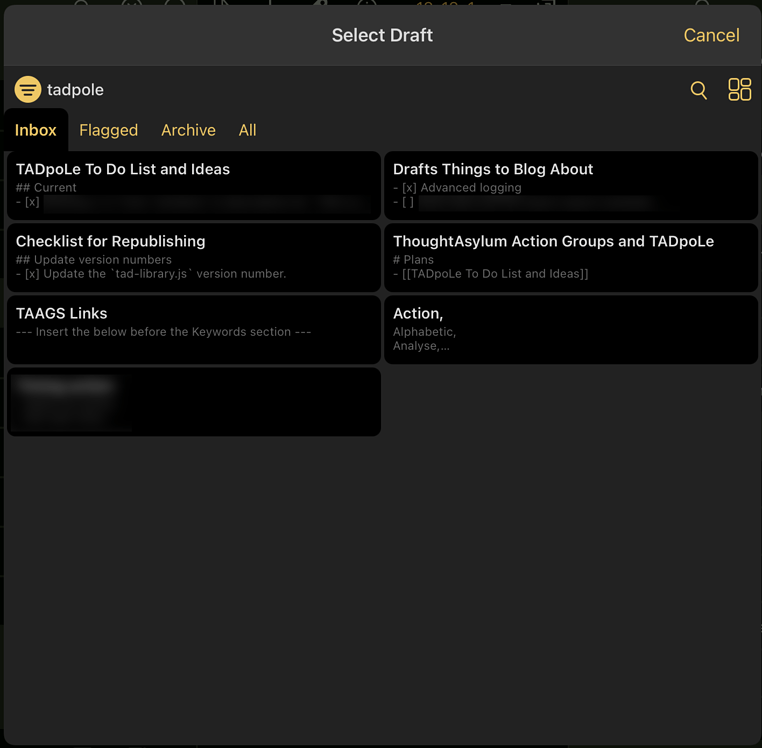 Select Draft
Cancel
tadpole
Inbox
Flagged
Archive
All
TADpoLe To Do List and Ideas
## Current
- [x]
Drafts Things to Blog About
- [x] Advanced logging
- [ ]
Checklist for Republishing
## Update version numbers
- [x] Update the `tad-library.js` version number.
ThoughtAsylum Action Groups and TADpoLe
# Plans
- [[TADpoLe To Do List and Ideas]]
TAAGS Links
--- Insert the below before the Keywords section ---
Action,
Alphabetic,
Analyse,...